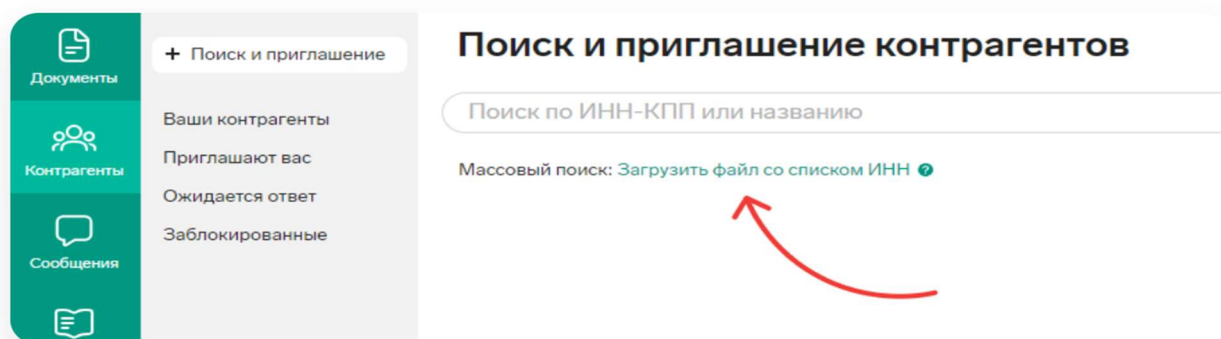 Документы
Контрагенты
Сообщения
+ Поиск и приглашение
Ваши контрагенты
Приглашают вас
Ожидается ответ
Заблокированные
Поиск и приглашение контрагентов
Поиск по ИНН-КПП или названию
Массовый поиск: Загрузить файл со списком ИНН ?